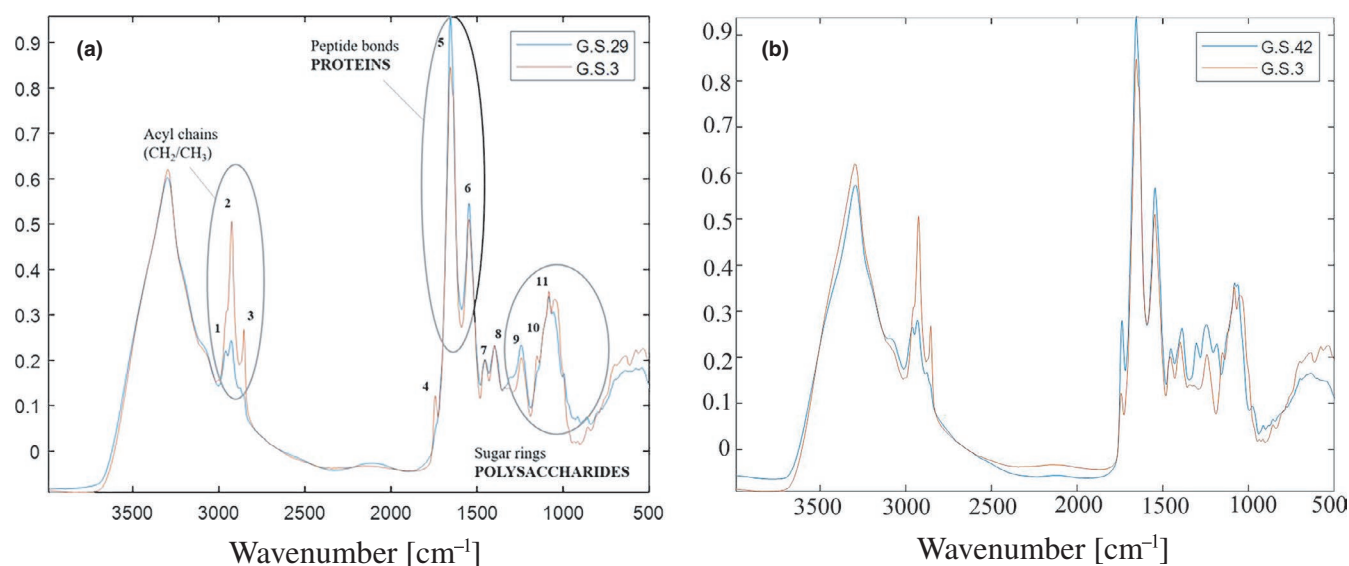 (a)
G.S.29
G.S.3
Peptide bonds
PROTEINS
Acyl chains
(CH₂/CH₃)
1
2
3
4
5
6
7
8
9
10
11
Sugar rings
POLYSACCHARIDES
0.9
0.8
0.7
0.6
0.5
0.4
0.3
0.2
0.1
0
3500 3000 2500 2000 1500 1000 500
Wavenumber [cm⁻¹]
(b)
G.S.42
G.S.3
0.9
0.8
0.7
0.6
0.5
0.4
0.3
0.2
0.1
0
3500 3000 2500 2000 1500 1000 500
Wavenumber [cm⁻¹]